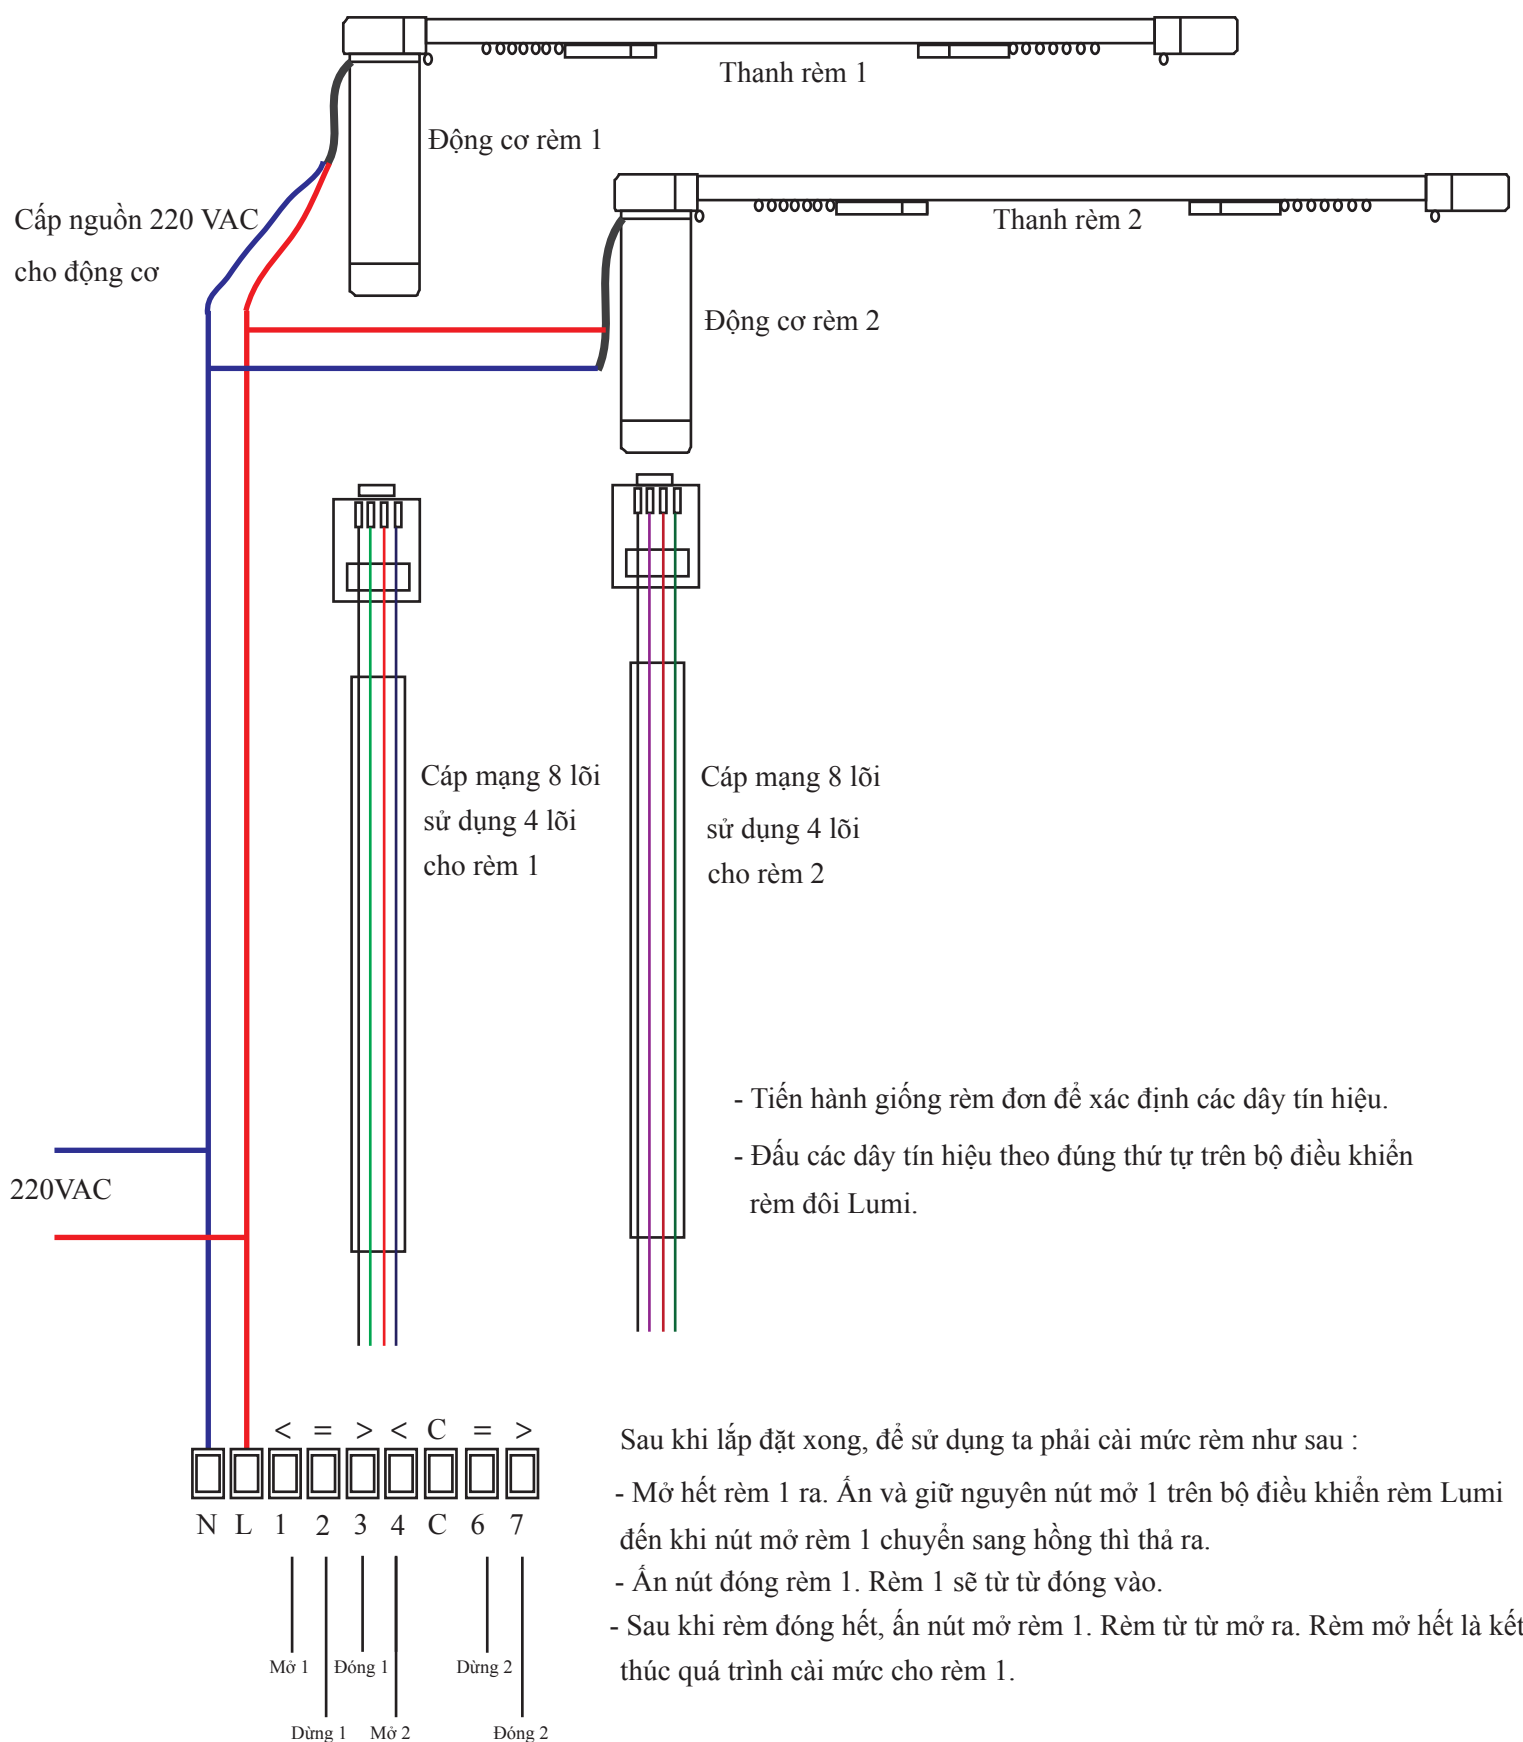 Thanh rèm 1
Động cơ rèm 1
Cấp nguồn 220 VAC
cho động cơ
Thanh rèm 2
Động cơ rèm 2
Cáp mạng 8 lõi
sử dụng 4 lõi
cho rèm 1
Cáp mạng 8 lõi
sử dụng 4 lõi
cho rèm 2
- Tiến hành giống rèm đơn để xác định các dây tín hiệu.
- Đấu các dây tín hiệu theo đúng thứ tự trên bộ điều khiển
rèm đôi Lumi.
220VAC
< = > < C = >
N L 1 2 3 4 C 6 7
Mở 1 Đóng 1 Dừng 2
Dừng 1 Mở 2 Đóng 2
Sau khi lắp đặt xong, để sử dụng ta phải cài mức rèm như sau :
- Mở hết rèm 1 ra. Ấn và giữ nguyên nút mở 1 trên bộ điều khiển rèm Lumi
đến khi nút mở rèm 1 chuyển sang hồng thì thả ra.
- Ấn nút đóng rèm 1. Rèm 1 sẽ từ từ đóng vào.
- Sau khi rèm đóng hết, ấn nút mở rèm 1. Rèm từ từ mở ra. Rèm mở hết là kết
thúc quá trình cài mức cho rèm 1.